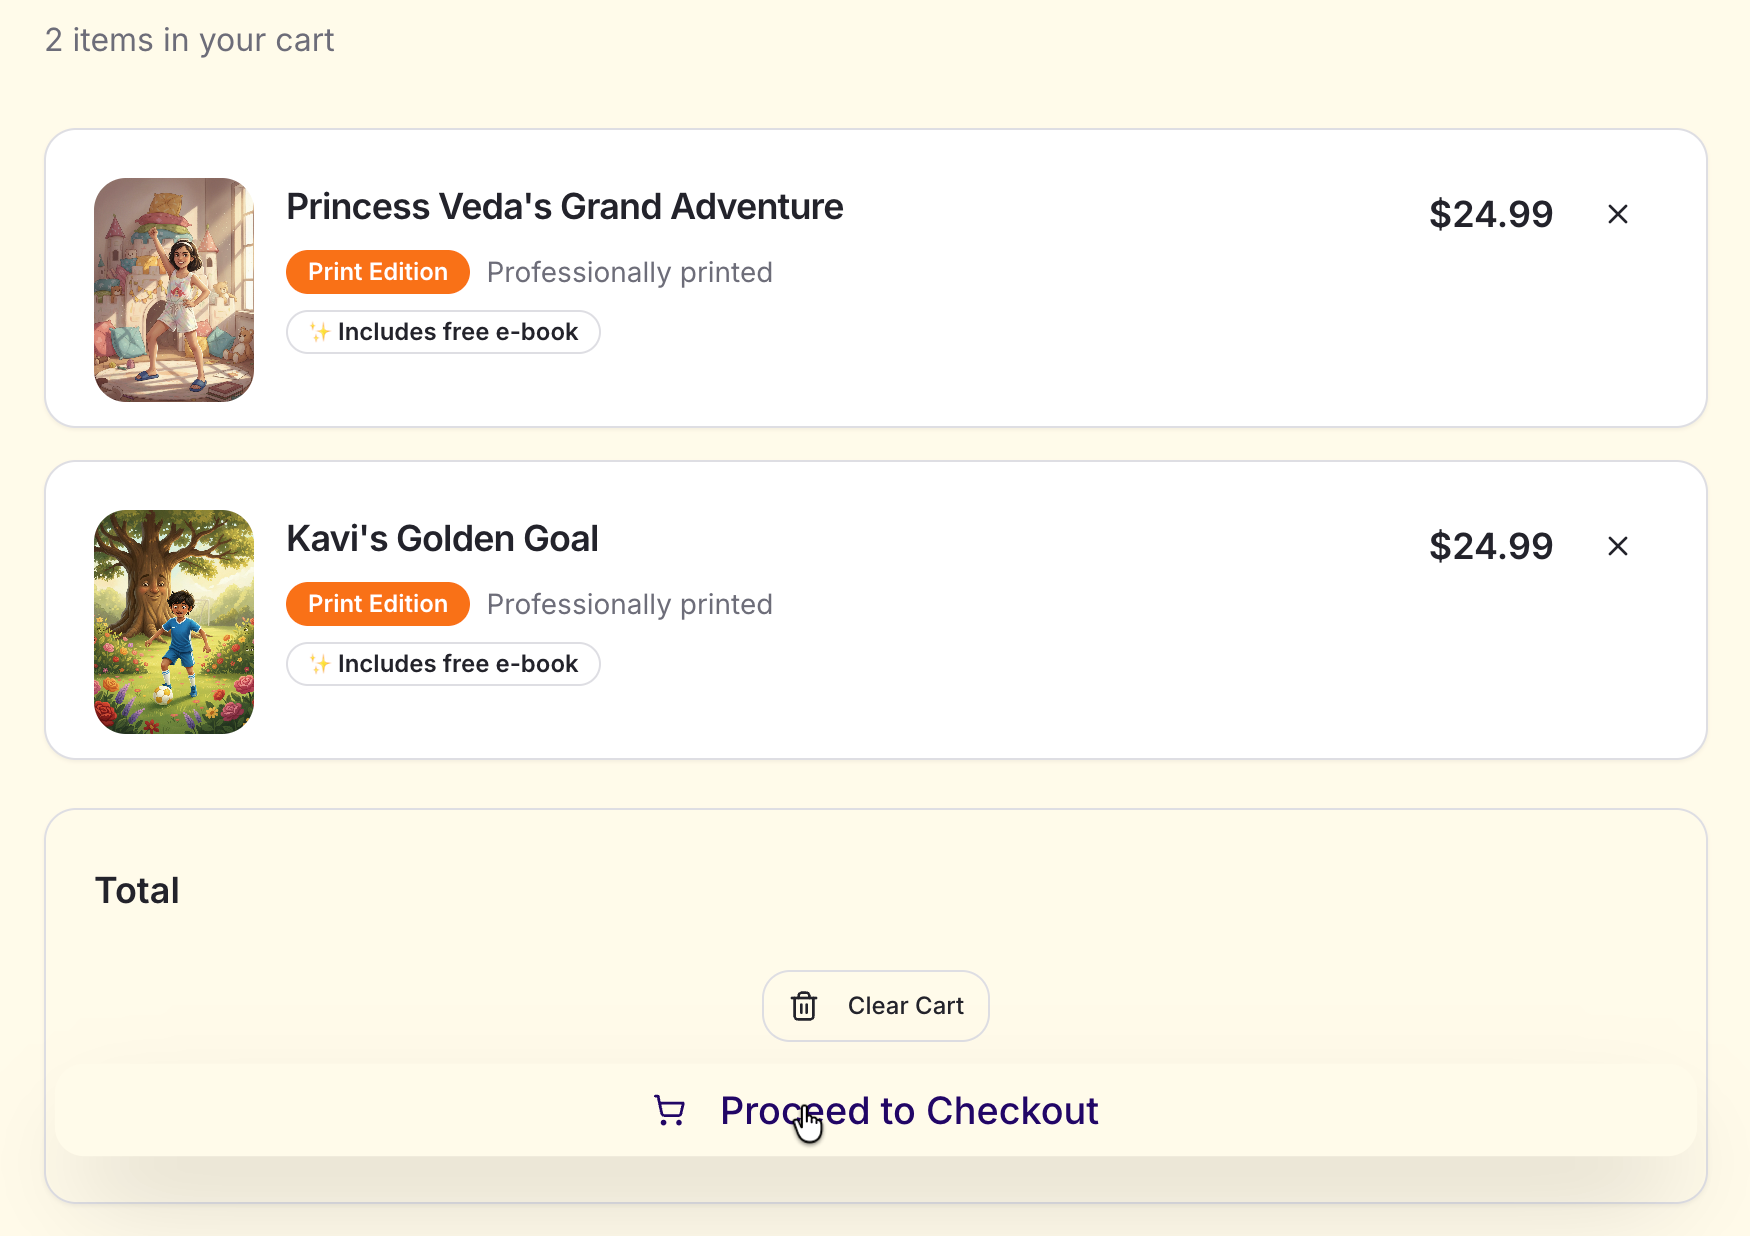 2 items in your cart
Princess Veda's Grand Adventure
$24.99
Print Edition Professionally printed
✨ Includes free e-book
Kavi's Golden Goal
$24.99
Print Edition Professionally printed
✨ Includes free e-book
Total
Clear Cart
Proceed to Checkout